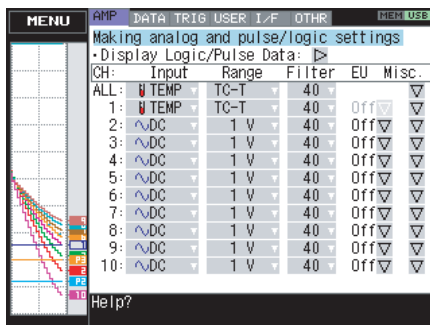 MENU
AMP DATA TRIG USER I/F OTHR MEM USB
Making analog and pulse/logic settings
・Display Logic/Pulse Data:
CH: Input Range Filter EU Misc.
ALL: TEMP TC-T 40
1: TEMP TC-T 40 Off
2: DC 1 V 40 Off
3: DC 1 V 40 Off
4: DC 1 V 40 Off
5: DC 1 V 40 Off
6: DC 1 V 40 Off
7: DC 1 V 40 Off
8: DC 1 V 40 Off
9: DC 1 V 40 Off
10: DC 1 V 40 Off
P3
2
P2
10
Help?